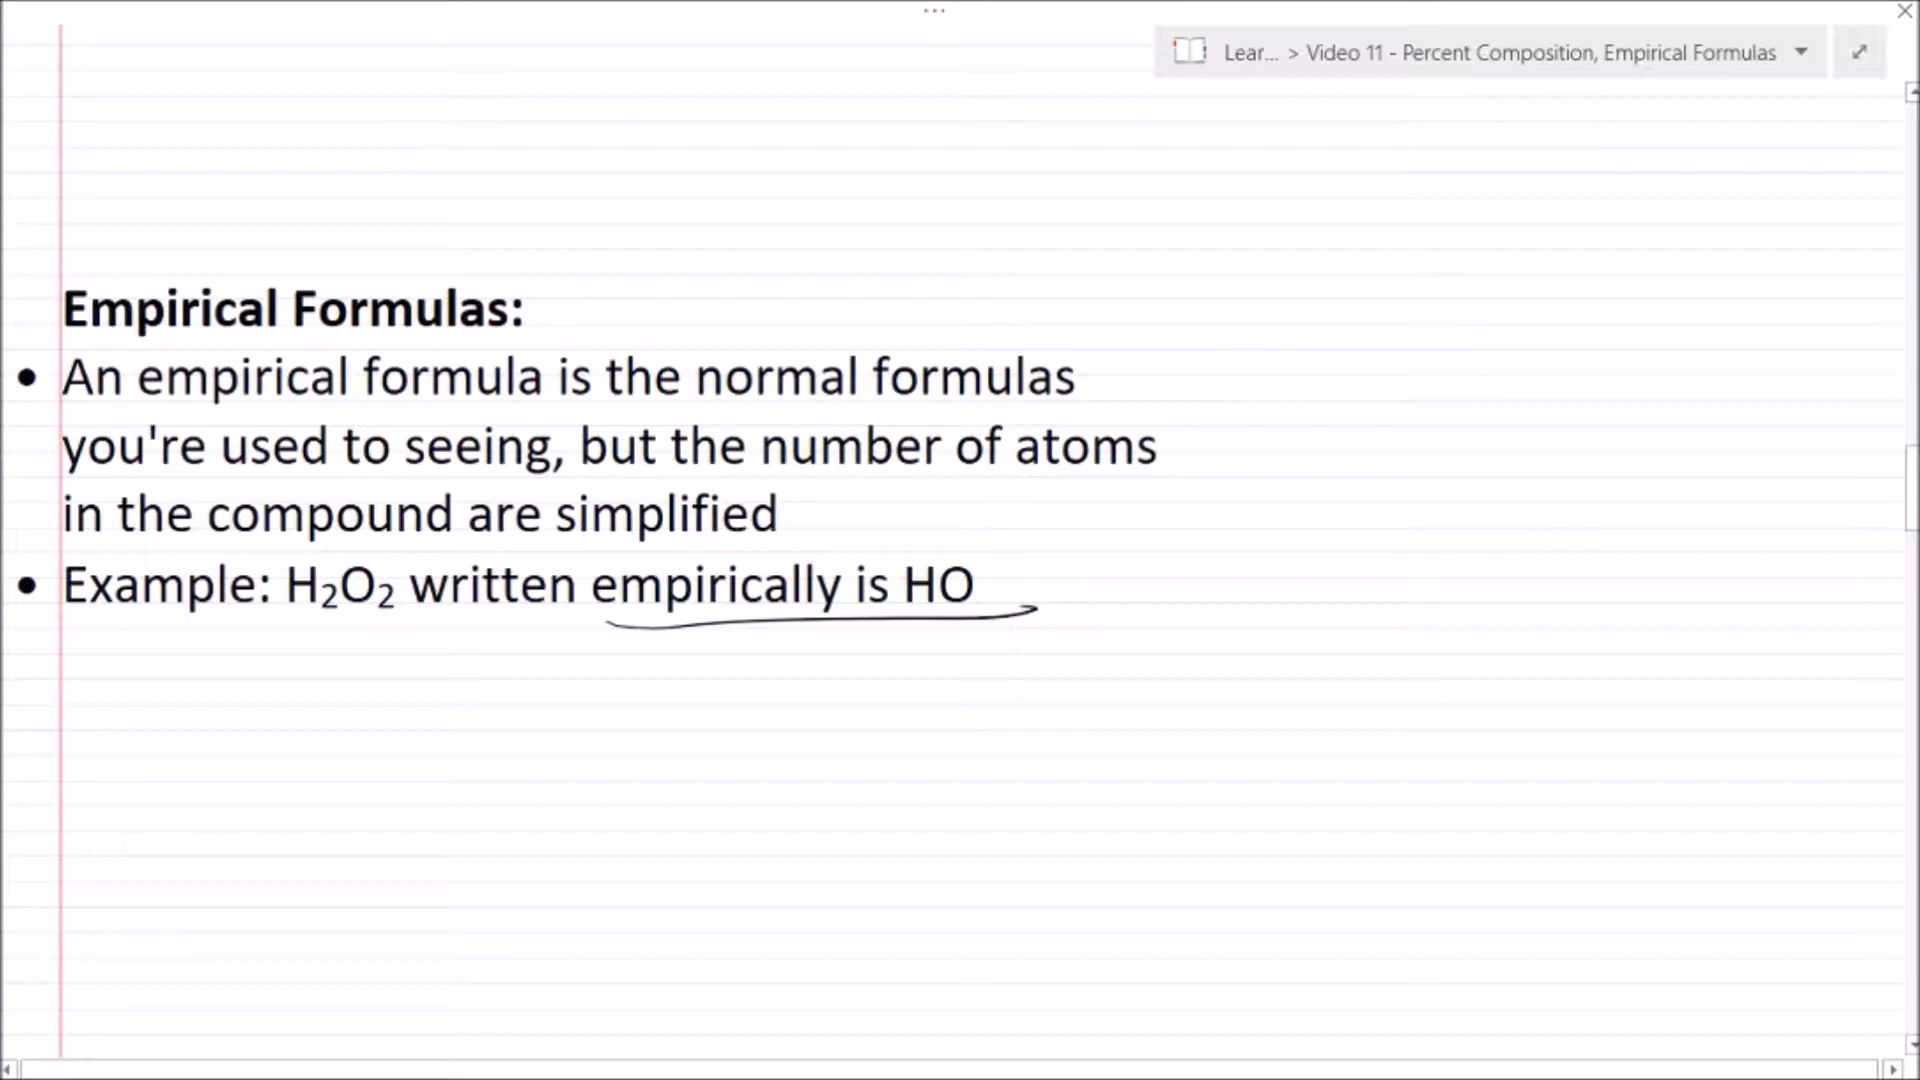 ...
Lear... > Video 11 - Percent Composition, Empirical Formulas
Empirical Formulas:
• An empirical formula is the normal formulas
you're used to seeing, but the number of atoms
in the compound are simplified
• Example: H₂O₂ written empirically is HO